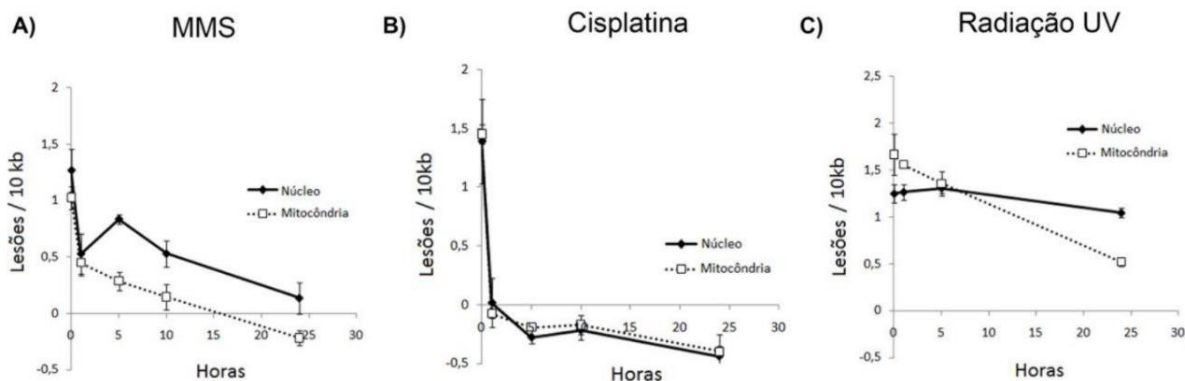 A)
MMS
Lesões / 10 kb
2
1,5
1
0,5
0
-0,5
0 5 10 15 20 25 30
Horas
Núcleo
Mitocôndria
B)
Cisplatina
Lesões / 10kb
2
1,5
1
0,5
0
-0,5
0 5 10 15 20 25 30
Horas
Núcleo
Mitocôndria
C)
Radiação UV
Lesões / 10kb
2,5
2
1,5
1
0,5
0
0 5 10 15 20 25 30
Horas
Núcleo
Mitocôndria